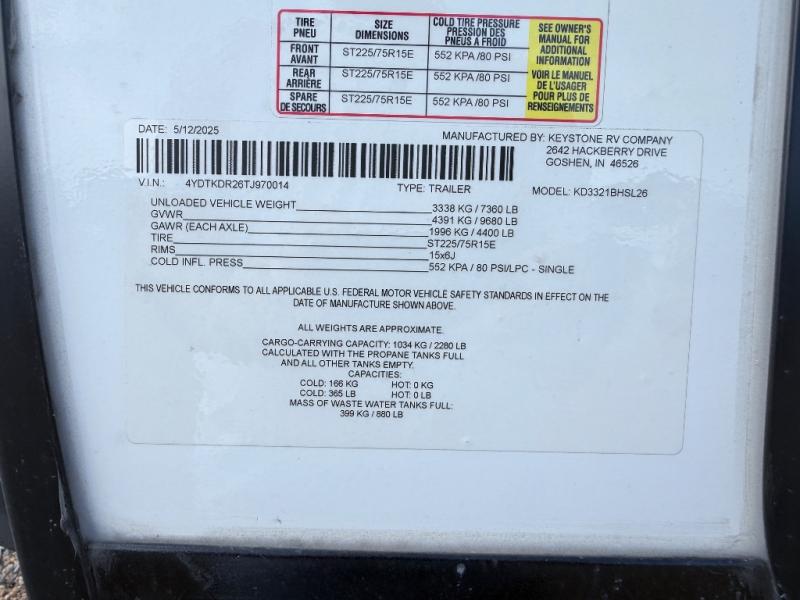 TIRE PNEU SIZE DIMENSIONS COLD TIRE PRESSURE PRESSION DES PNEUS A FROID
FRONT AVANT ST225/75R15E 552 KPA /80 PSI
REAR ARRIÈRE ST225/75R15E 552 KPA /80 PSI
SPARE DE SECOURS ST225/75R15E 552 KPA /80 PSI
SEE OWNER'S
MANUAL FOR
ADDITIONAL
INFORMATION
VOIR LE MANUEL
DE L'USAGER
POUR PLUS DE
RENSEIGNEMENTS
DATE: 5/12/2025
MANUFACTURED BY: KEYSTONE RV COMPANY
2642 HACKBERRY DRIVE
GOSHEN, IN 46526
V.I.N.: 4YDTKDR26TJ970014 TYPE: TRAILER MODEL: KD3321BHSL26
UNLOADED VEHICLE WEIGHT 3338 KG / 7360 LB
GVWR 4391 KG / 9680 LB
GAWR (EACH AXLE) 1996 KG / 4400 LB
TIRE ST225/75R15E
RIMS 15x6J
COLD INFL. PRESS 552 KPA / 80 PSI/LPC - SINGLE
THIS VEHICLE CONFORMS TO ALL APPLICABLE U.S. FEDERAL MOTOR VEHICLE SAFETY STANDARDS IN EFFECT ON THE
DATE OF MANUFACTURE SHOWN ABOVE.
ALL WEIGHTS ARE APPROXIMATE.
CARGO-CARRYING CAPACITY: 1034 KG / 2280 LB
CALCULATED WITH THE PROPANE TANKS FULL
AND ALL OTHER TANKS EMPTY.
CAPACITIES:
COLD: 166 KG HOT: 0 KG
COLD: 365 LB HOT: 0 LB
MASS OF WASTE WATER TANKS FULL:
399 KG / 880 LB